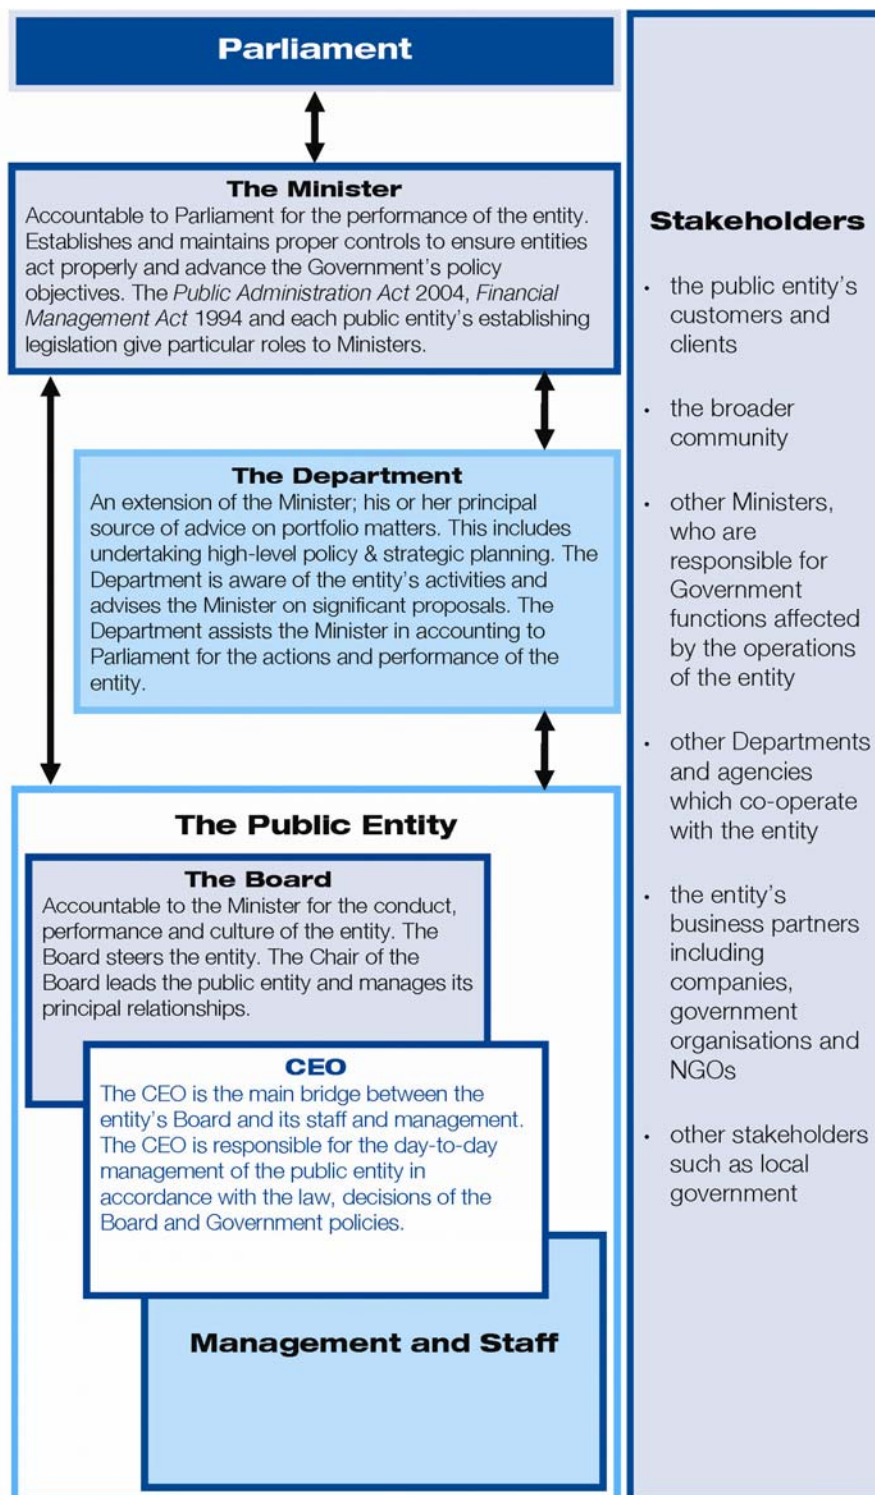 Parliament
The Minister
Accountable to Parliament for the performance of the entity.
Establishes and maintains proper controls to ensure entities
act properly and advance the Government's policy
objectives. The Public Administration Act 2004, Financial
Management Act 1994 and each public entity's establishing
legislation give particular roles to Ministers.
The Department
An extension of the Minister; his or her principal
source of advice on portfolio matters. This includes
undertaking high-level policy & strategic planning. The
Department is aware of the entity's activities and
advises the Minister on significant proposals. The
Department assists the Minister in accounting to
Parliament for the actions and performance of the
entity.
The Public Entity
The Board
Accountable to the Minister for the conduct,
performance and culture of the entity. The
Board steers the entity. The Chair of the
Board leads the public entity and manages its
principal relationships.
CEO
The CEO is the main bridge between the
entity's Board and its staff and management.
The CEO is responsible for the day-to-day
management of the public entity in
accordance with the law, decisions of the
Board and Government policies.
Management and Staff
Stakeholders
• the public entity's
customers and
clients
• the broader
community
• other Ministers,
who are
responsible for
Government
functions affected
by the operations
of the entity
• other Departments
and agencies
which co-operate
with the entity
• the entity's
business partners
including
companies,
government
organisations and
NGOs
• other stakeholders
such as local
government